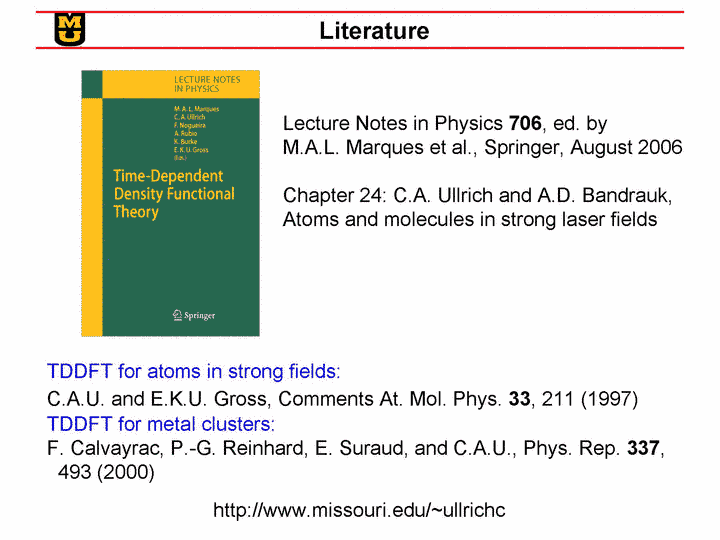 MU
Literature
LECTURE NOTES
IN PHYSICS
M.A.L. Marques
C.A. Ullrich
F. Nogueira
A. Rubio
K. Burke
E.K.U. Gross
(Eds.)
Time-Dependent
Density Functional
Theory
Springer
Lecture Notes in Physics 706, ed. by
M.A.L. Marques et al., Springer, August 2006
Chapter 24: C.A. Ullrich and A.D. Bandrauk,
Atoms and molecules in strong laser fields
TDDFT for atoms in strong fields:
C.A.U. and E.K.U. Gross, Comments At. Mol. Phys. 33, 211 (1997)
TDDFT for metal clusters:
F. Calvayrac, P.-G. Reinhard, E. Suraud, and C.A.U., Phys. Rep. 337,
493 (2000)
http://www.missouri.edu/~ullrichc